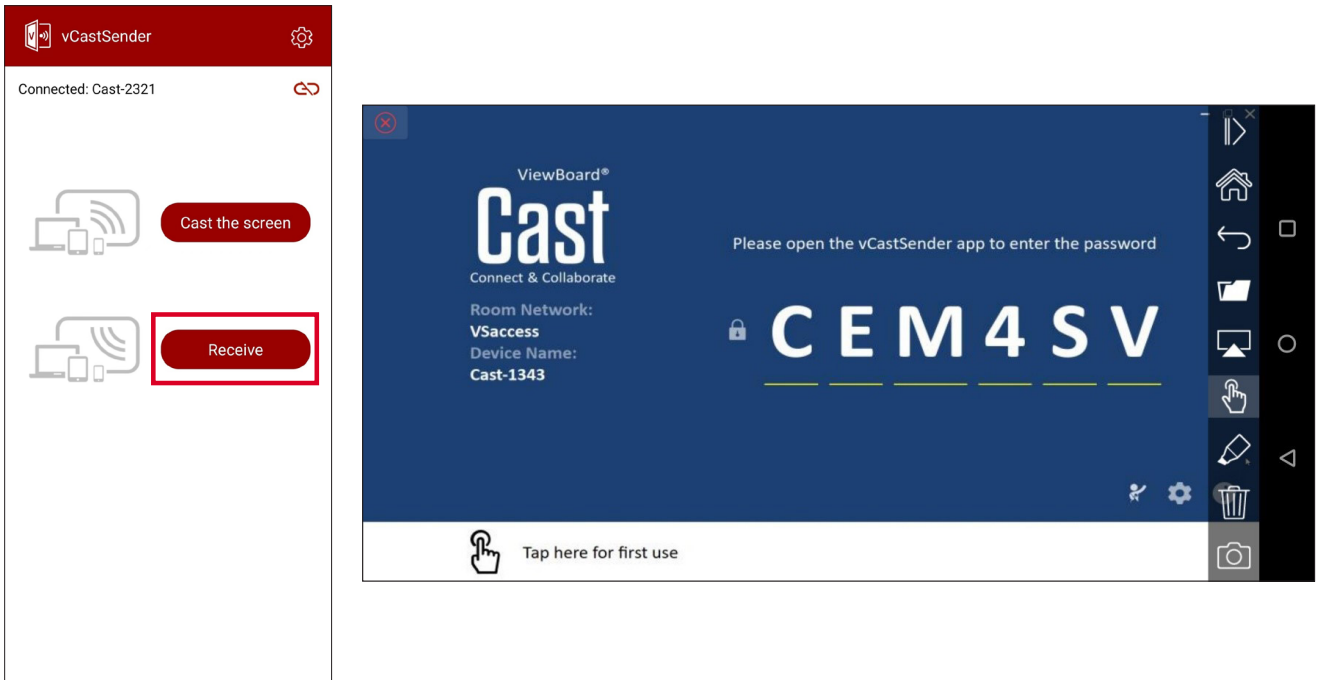 vCastSender
Connected: Cast-2321
Cast the screen
Receive
ViewBoard®
Cast
Connect & Collaborate
Room Network:
VSaccess
Device Name:
Cast-1343
Please open the vCastSender app to enter the password
C E M 4 S V
Tap here for first use